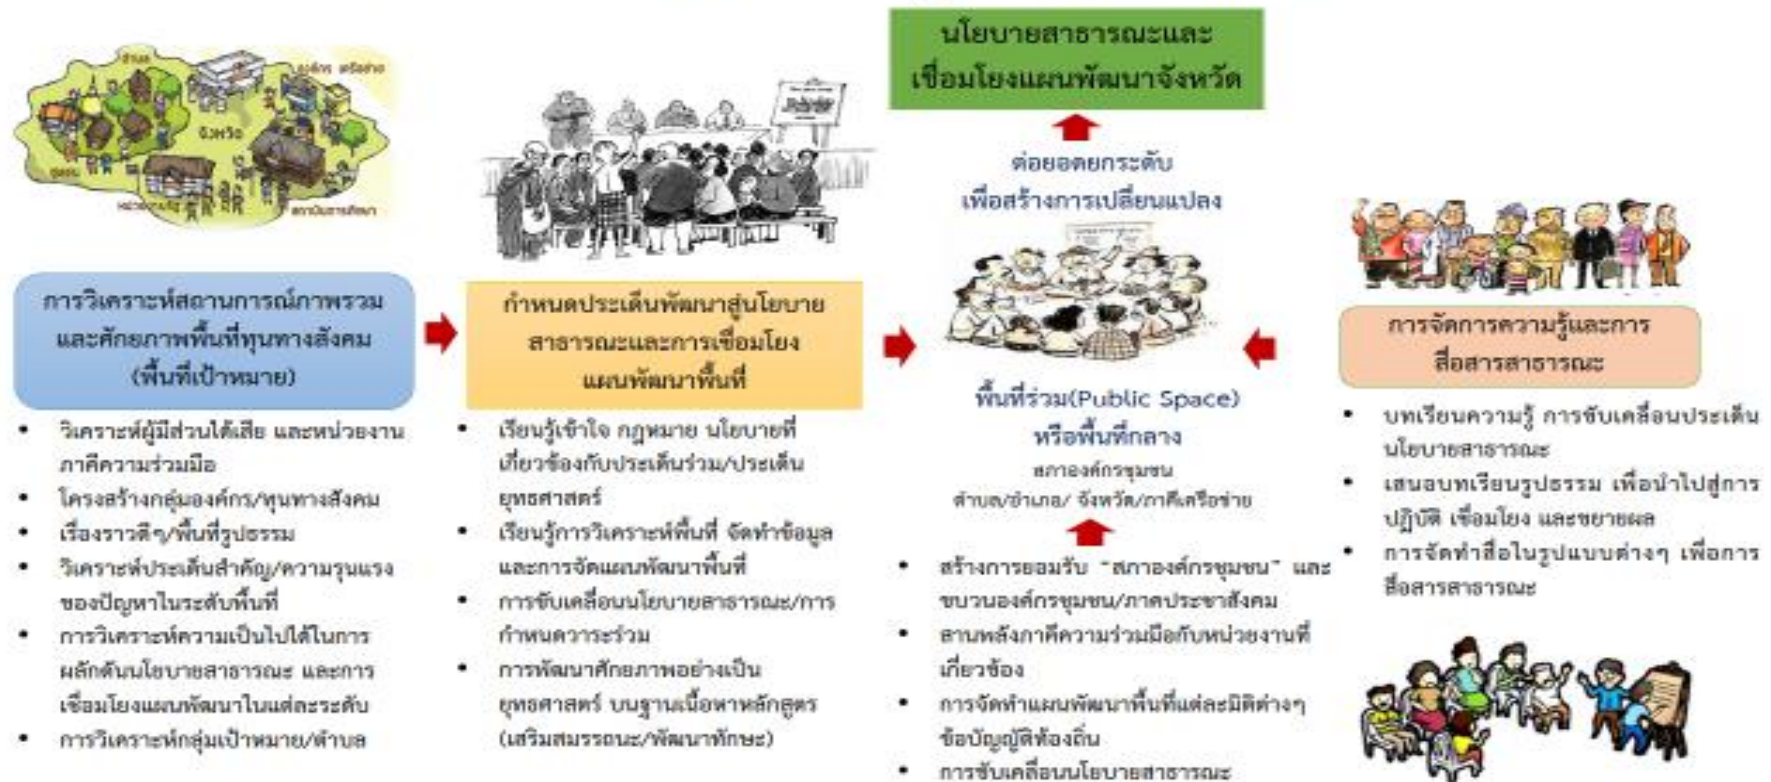 ตำบล
องค์กร เครือข่าย
จังหวัด
ชุมชน
หน่วยงานรัฐ
สถาบันการศึกษา
การวิเคราะห์สถานการณ์ภาพรวม
และศักยภาพพื้นที่ทุนทางสังคม
(พื้นที่เป้าหมาย)
• วิเคราะห์ผู้มีส่วนได้เสีย และหน่วยงาน
ภาคีความร่วมมือ
• โครงสร้างกลุ่มองค์กร/ทุนทางสังคม
• เรื่องราวดีๆ/พื้นที่รูปธรรม
• วิเคราะห์ประเด็นสำคัญ/ความรุนแรง
ของปัญหาในระดับพื้นที่
• การวิเคราะห์ความเป็นไปได้ในการ
ผลักดันนโยบายสาธารณะ และการ
เชื่อมโยงแผนพัฒนาในแต่ละระดับ
• การวิเคราะห์กลุ่มเป้าหมาย/ตำบล
กำหนดประเด็นพัฒนาสู่นโยบาย
สาธารณะและการเชื่อมโยง
แผนพัฒนาพื้นที่
• เรียนรู้เข้าใจ กฎหมาย นโยบายที่
เกี่ยวข้องกับประเด็นร่วม/ประเด็น
ยุทธศาสตร์
• เรียนรู้การวิเคราะห์พื้นที่ จัดทำข้อมูล
และการจัดแผนพัฒนาพื้นที่
• การขับเคลื่อนนโยบายสาธารณะ/การ
กำหนดวาระร่วม
• การพัฒนาศักยภาพอย่างเป็น
ยุทธศาสตร์ บนฐานเนื้อหาหลักสูตร
(เสริมสมรรถนะ/พัฒนาทักษะ)
นโยบายสาธารณะและ
เชื่อมโยงแผนพัฒนาจังหวัด
ต่อยอดยกระดับ
เพื่อสร้างการเปลี่ยนแปลง
พื้นที่ร่วม(Public Space)
หรือพื้นที่กลาง
สภาองค์กรชุมชน
ตำบล/อำเภอ/ จังหวัด/ภาคีเครือข่าย
• สร้างการยอมรับ "สภาองค์กรชุมชน" และ
ขบวนองค์กรชุมชน/ภาคประชาสังคม
• สานพลังภาคีความร่วมมือกับหน่วยงานที่
เกี่ยวข้อง
• การจัดทำแผนพัฒนาพื้นที่แต่ละมิติต่างๆ
ข้อบัญญัติท้องถิ่น
• การขับเคลื่อนนโยบายสาธารณะ
การจัดการความรู้และการ
สื่อสารสาธารณะ
• บทเรียนความรู้ การขับเคลื่อนประเด็น
นโยบายสาธารณะ
• เสนอบทเรียนรูปธรรม เพื่อนำไปสู่การ
ปฏิบัติ เชื่อมโยง และขยายผล
• การจัดทำสื่อในรูปแบบต่างๆ เพื่อการ
สื่อสารสาธารณะ